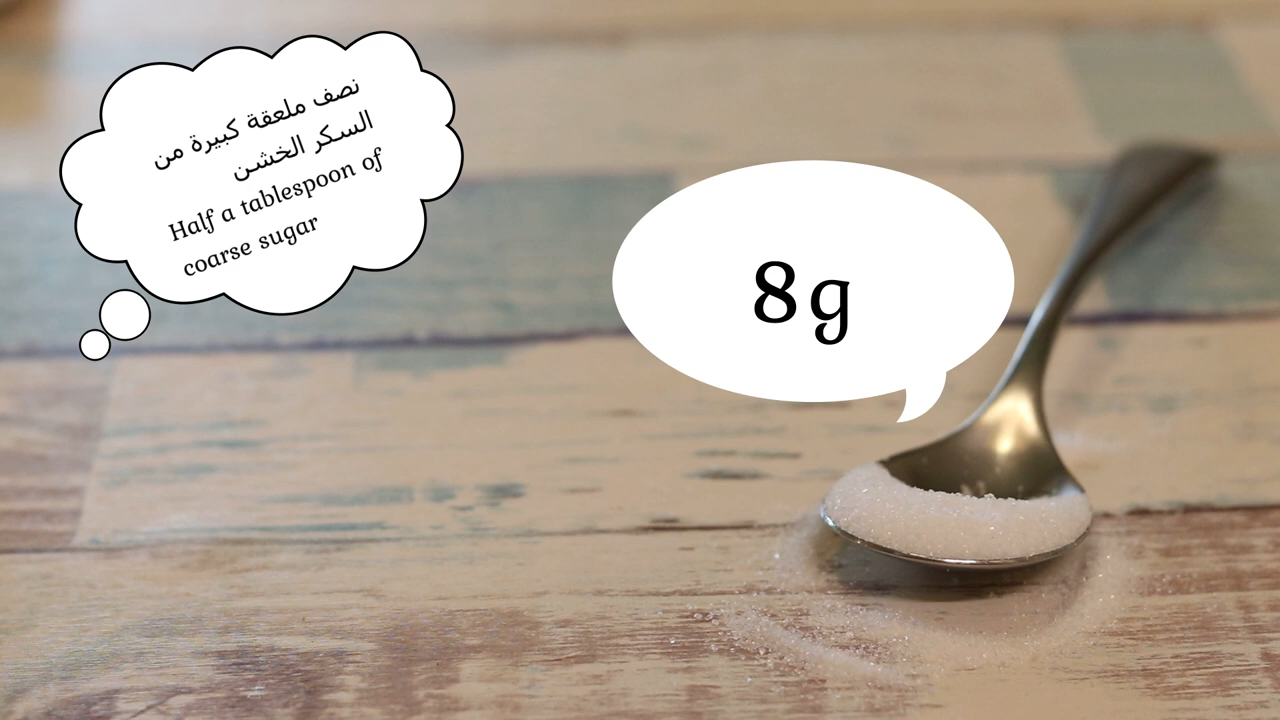 نصف ملعقة كبيرة من
السكر الخشن
Half a tablespoon of
coarse sugar
8g